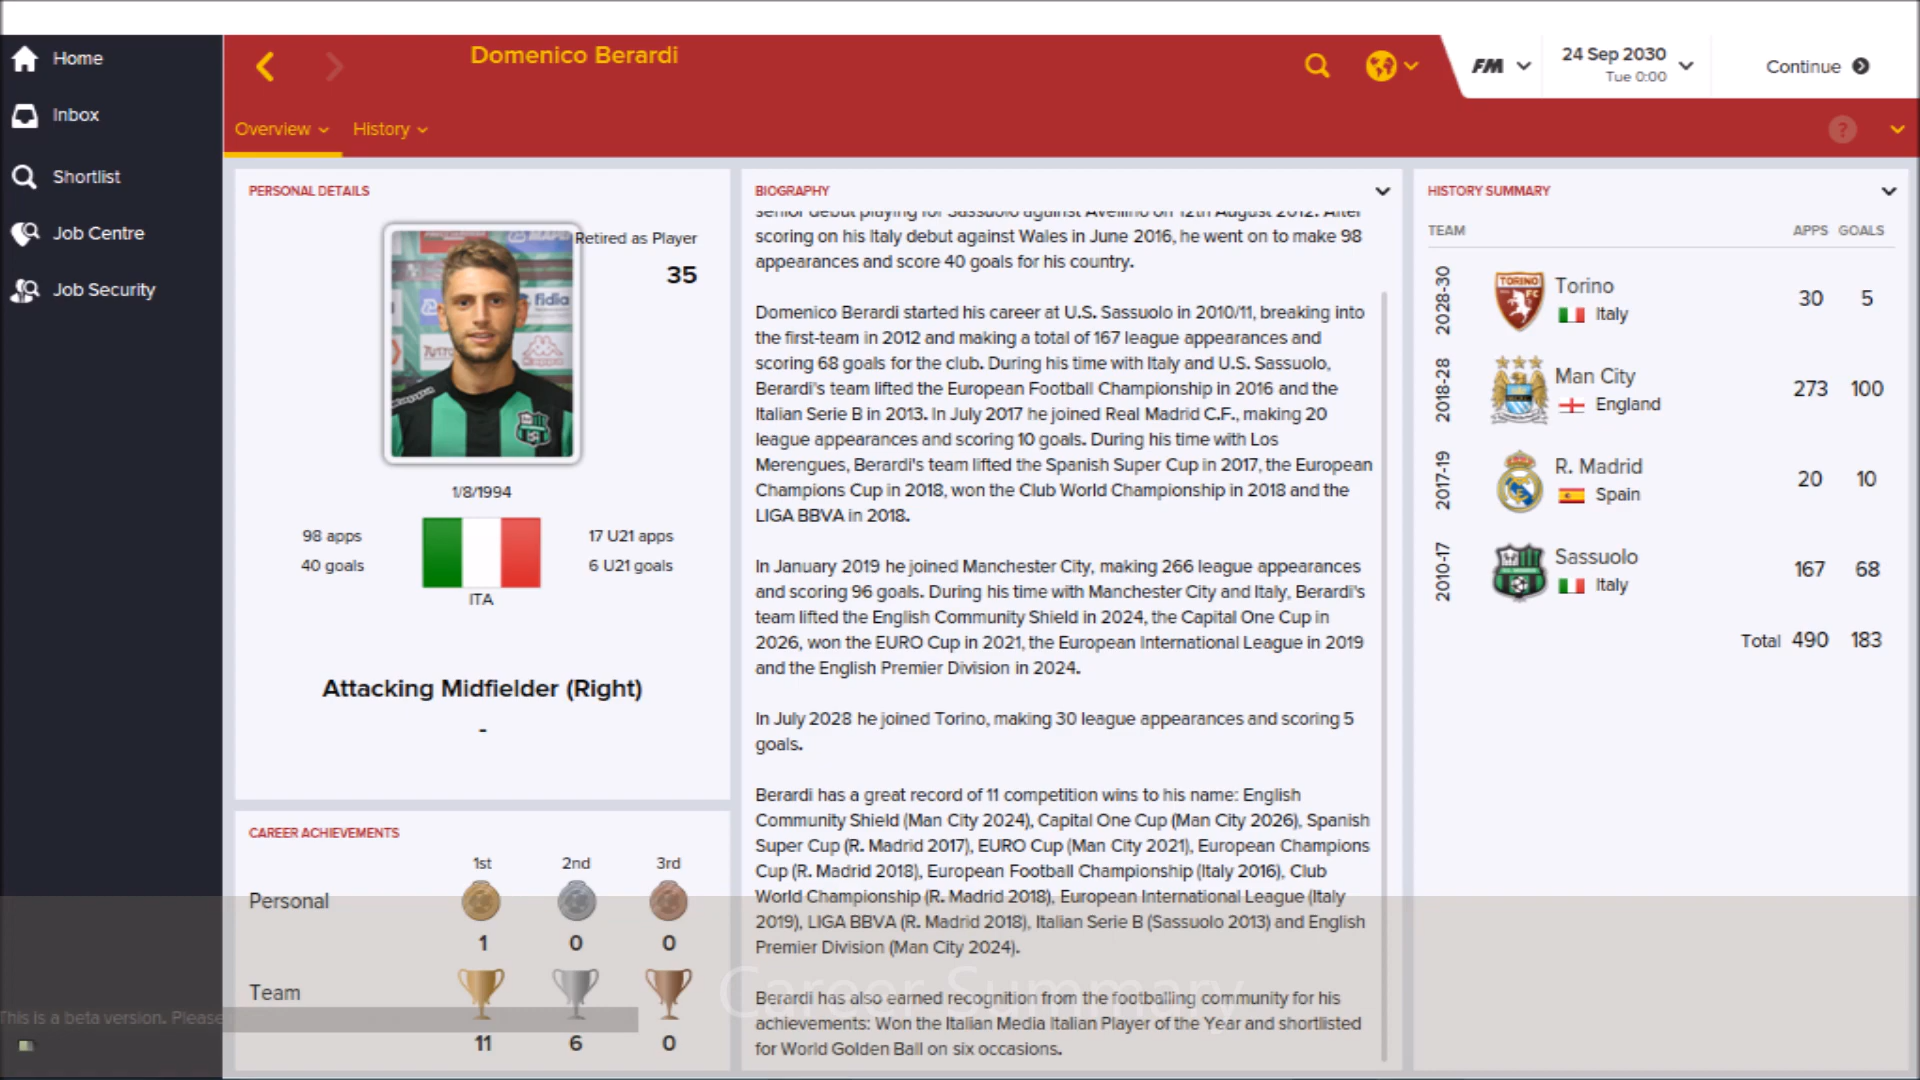 Home
Inbox
Shortlist
Job Centre
Job Security
Domenico Berardi
FM
24 Sep 2030
Tue 0:00
Continue
Overview
History
?
PERSONAL DETAILS
Retired as Player
35
1/8/1994
98 apps
40 goals
17 U21 apps
6 U21 goals
ITA
Attacking Midfielder (Right)
-
CAREER ACHIEVEMENTS
1st 2nd 3rd
Personal
1 0 0
Team
11 6 0
This is a beta version. Please
BIOGRAPHY
senior debut playing for Sassuolo against Avellino on 12th August 2012. After
scoring on his Italy debut against Wales in June 2016, he went on to make 98
appearances and score 40 goals for his country.
Domenico Berardi started his career at U.S. Sassuolo in 2010/11, breaking into
the first-team in 2012 and making a total of 167 league appearances and
scoring 68 goals for the club. During his time with Italy and U.S. Sassuolo,
Berardi's team lifted the European Football Championship in 2016 and the
Italian Serie B in 2013. In July 2017 he joined Real Madrid C.F., making 20
league appearances and scoring 10 goals. During his time with Los
Merengues, Berardi's team lifted the Spanish Super Cup in 2017, the European
Champions Cup in 2018, won the Club World Championship in 2018 and the
LIGA BBVA in 2018.
In January 2019 he joined Manchester City, making 266 league appearances
and scoring 96 goals. During his time with Manchester City and Italy, Berardi's
team lifted the English Community Shield in 2024, the Capital One Cup in
2026, won the EURO Cup in 2021, the European International League in 2019
and the English Premier Division in 2024.
In July 2028 he joined Torino, making 30 league appearances and scoring 5
goals.
Berardi has a great record of 11 competition wins to his name: English
Community Shield (Man City 2024), Capital One Cup (Man City 2026), Spanish
Super Cup (R. Madrid 2017), EURO Cup (Man City 2021), European Champions
Cup (R. Madrid 2018), European Football Championship (Italy 2016), Club
World Championship (R. Madrid 2018), European International League (Italy
2019), LIGA BBVA (R. Madrid 2018), Italian Serie B (Sassuolo 2013) and English
Premier Division (Man City 2024).
Career Summary
Berardi has also earned recognition from the footballing community for his
achievements: Won the Italian Media Italian Player of the Year and shortlisted
for World Golden Ball on six occasions.
HISTORY SUMMARY
TEAM APPS GOALS
2028-30 Torino 30 5
Italy
2018-28 Man City 273 100
England
2017-19 R. Madrid 20 10
Spain
2010-17 Sassuolo 167 68
Italy
Total 490 183